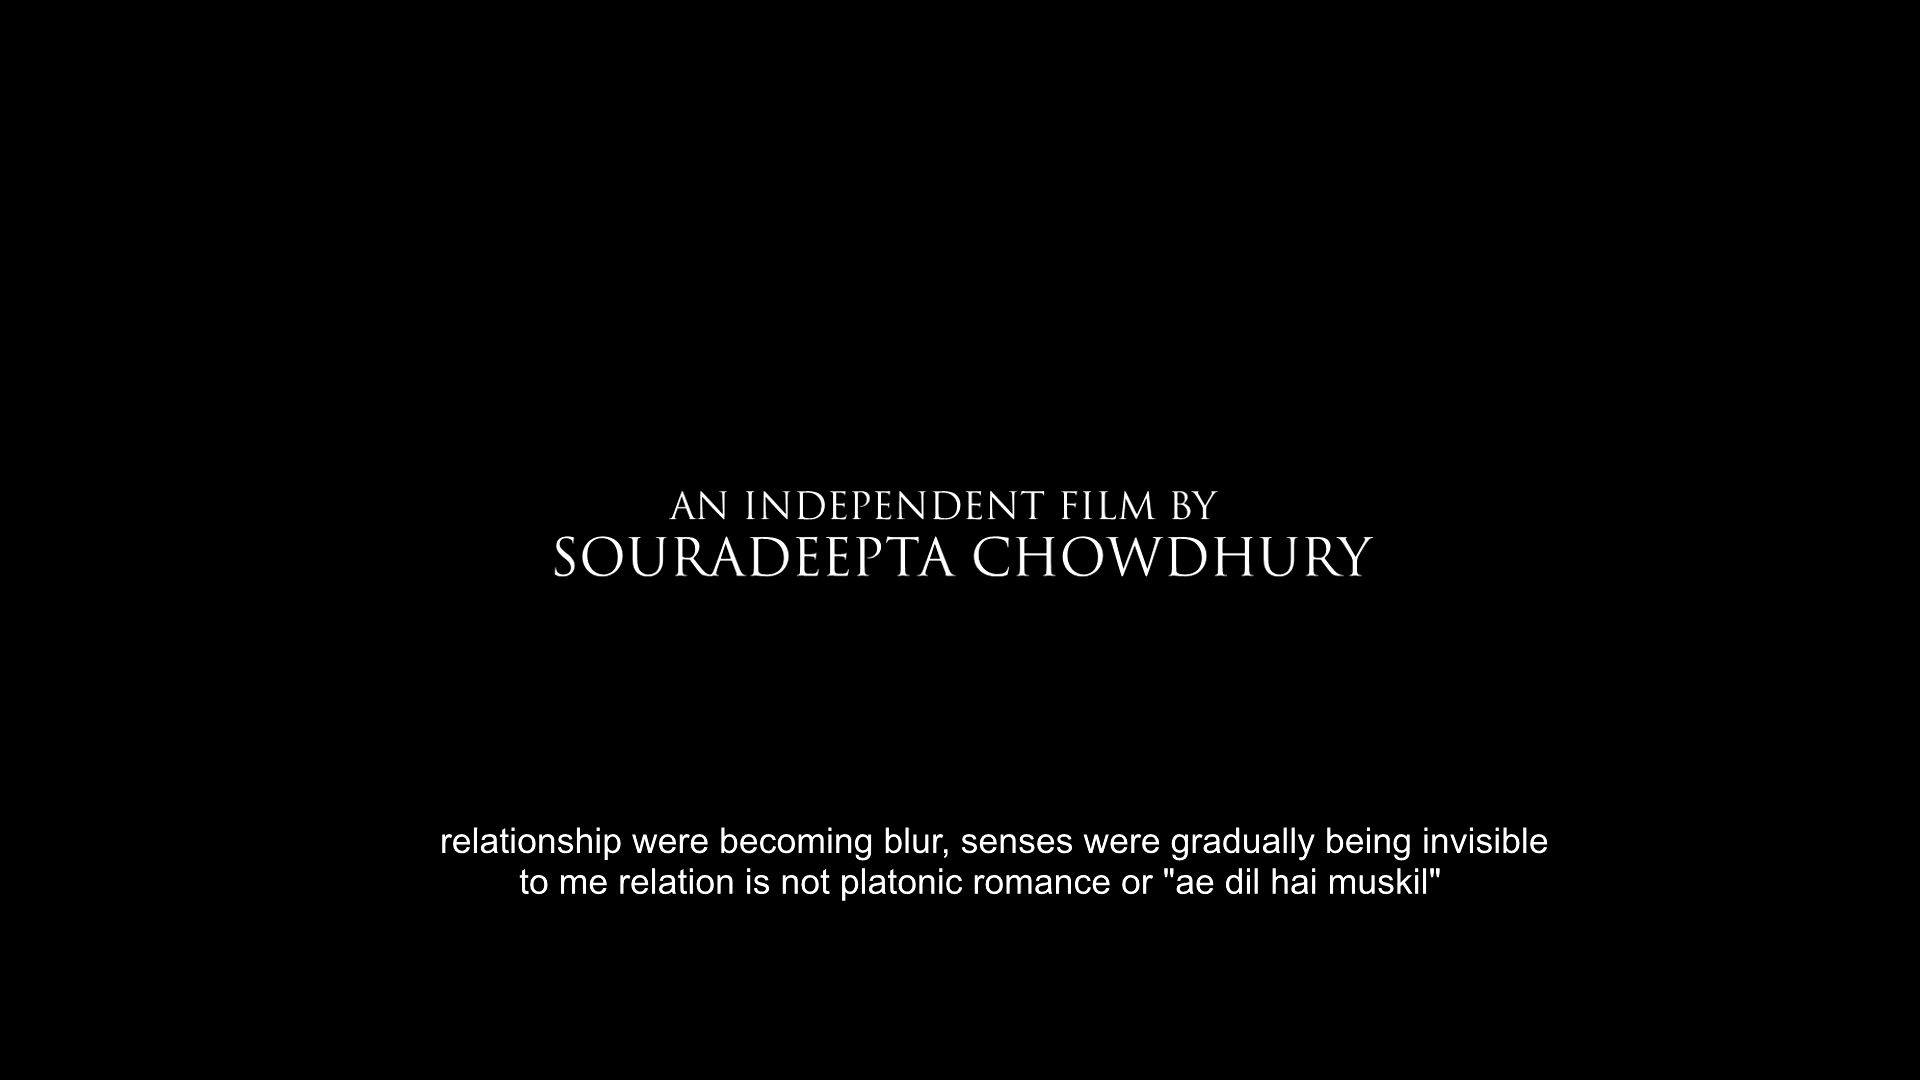 AN INDEPENDENT FILM BY
SOURADEEPTA CHOWDHURY
relationship were becoming blur, senses were gradually being invisible
to me relation is not platonic romance or "ae dil hai muskil"